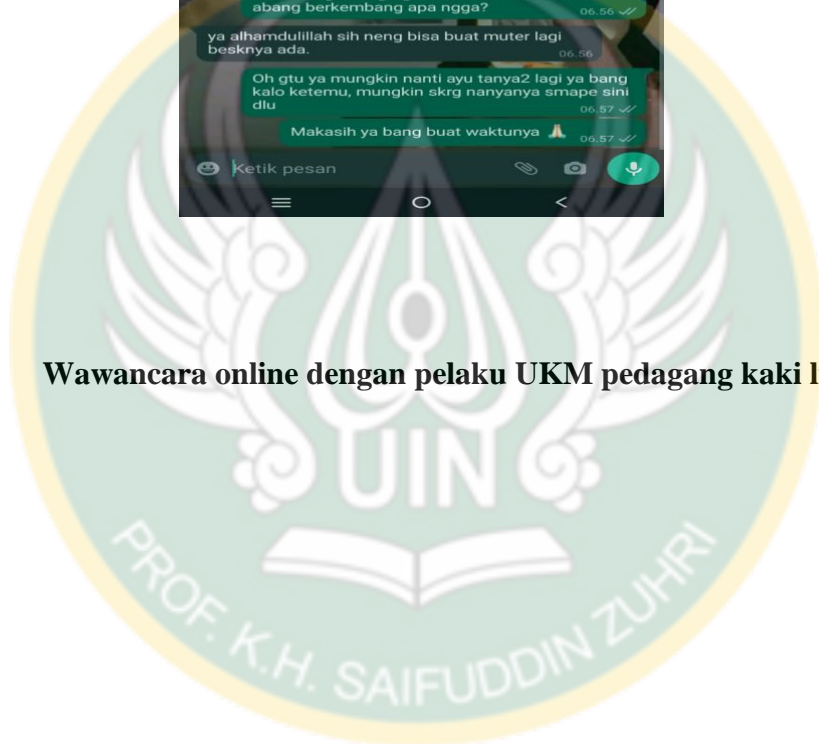 abang berkembang apa ngga?
06.56
ya alhamdulillah sih neng bisa buat muter lagi
besknya ada.
06.56
Oh gtu ya mungkin nanti ayu tanya2 lagi ya bang
kalo ketemu, mungkin skrg nanyanya smape sini
dlu
06.57
Makasih ya bang buat waktunya 🙏
06.57
Ketik pesan
Wawancara online dengan pelaku UKM pedagang kaki
UIN
PROF. K.H. SAIFUDDIN ZUHRI